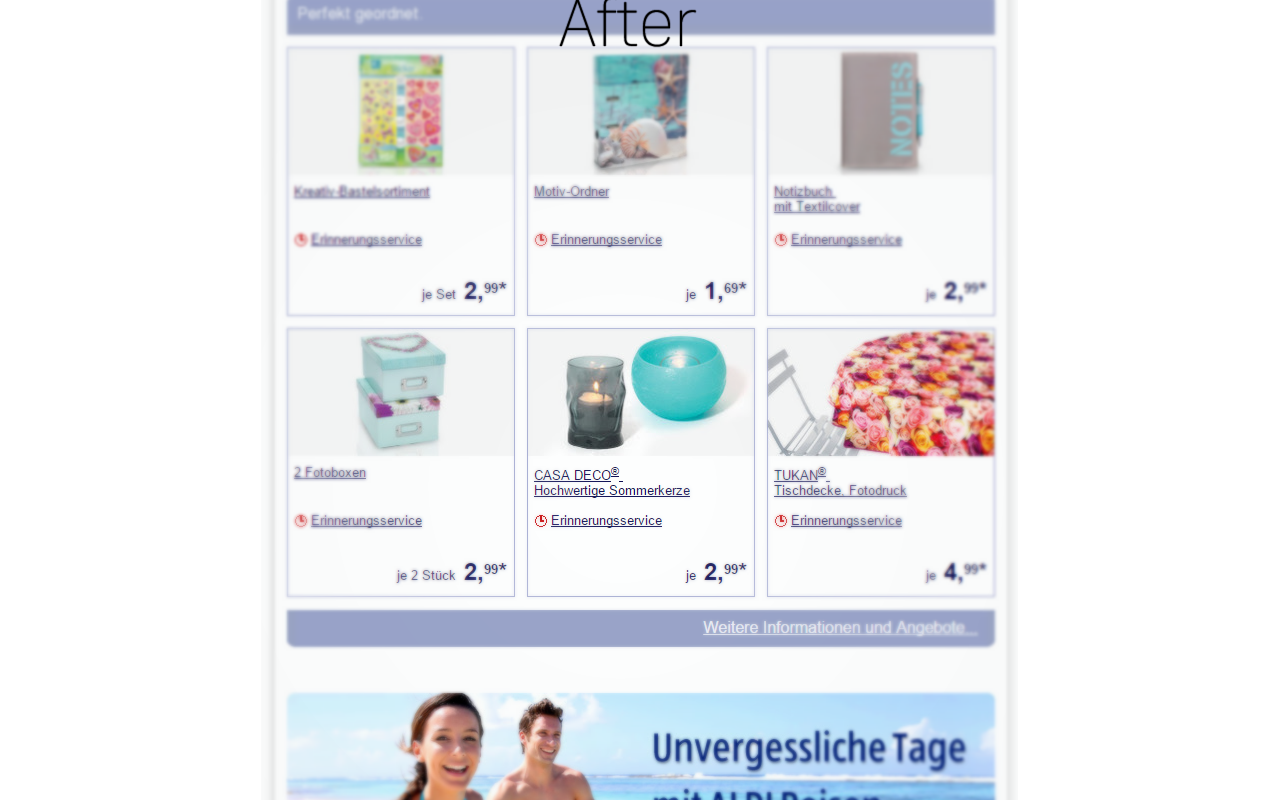 Perfekt geordnet.
After
NOTES
Kreativ-Bastelsortiment
Motiv-Ordner
Notizbuch
mit Textilcover
Erinnerungsservice
Erinnerungsservice
Erinnerungsservice
je Set 2,99*
je 1,69*
je 2,99*
2 Fotoboxen
CASA DECO®
Hochwertige Sommerkerze
TUKAN®
Tischdecke, Fotodruck
Erinnerungsservice
Erinnerungsservice
Erinnerungsservice
je 2 Stück 2,99*
je 2,99*
je 4,99*
Weitere Informationen und Angebote...
Unvergessliche Tage
mit ALDI Reisen